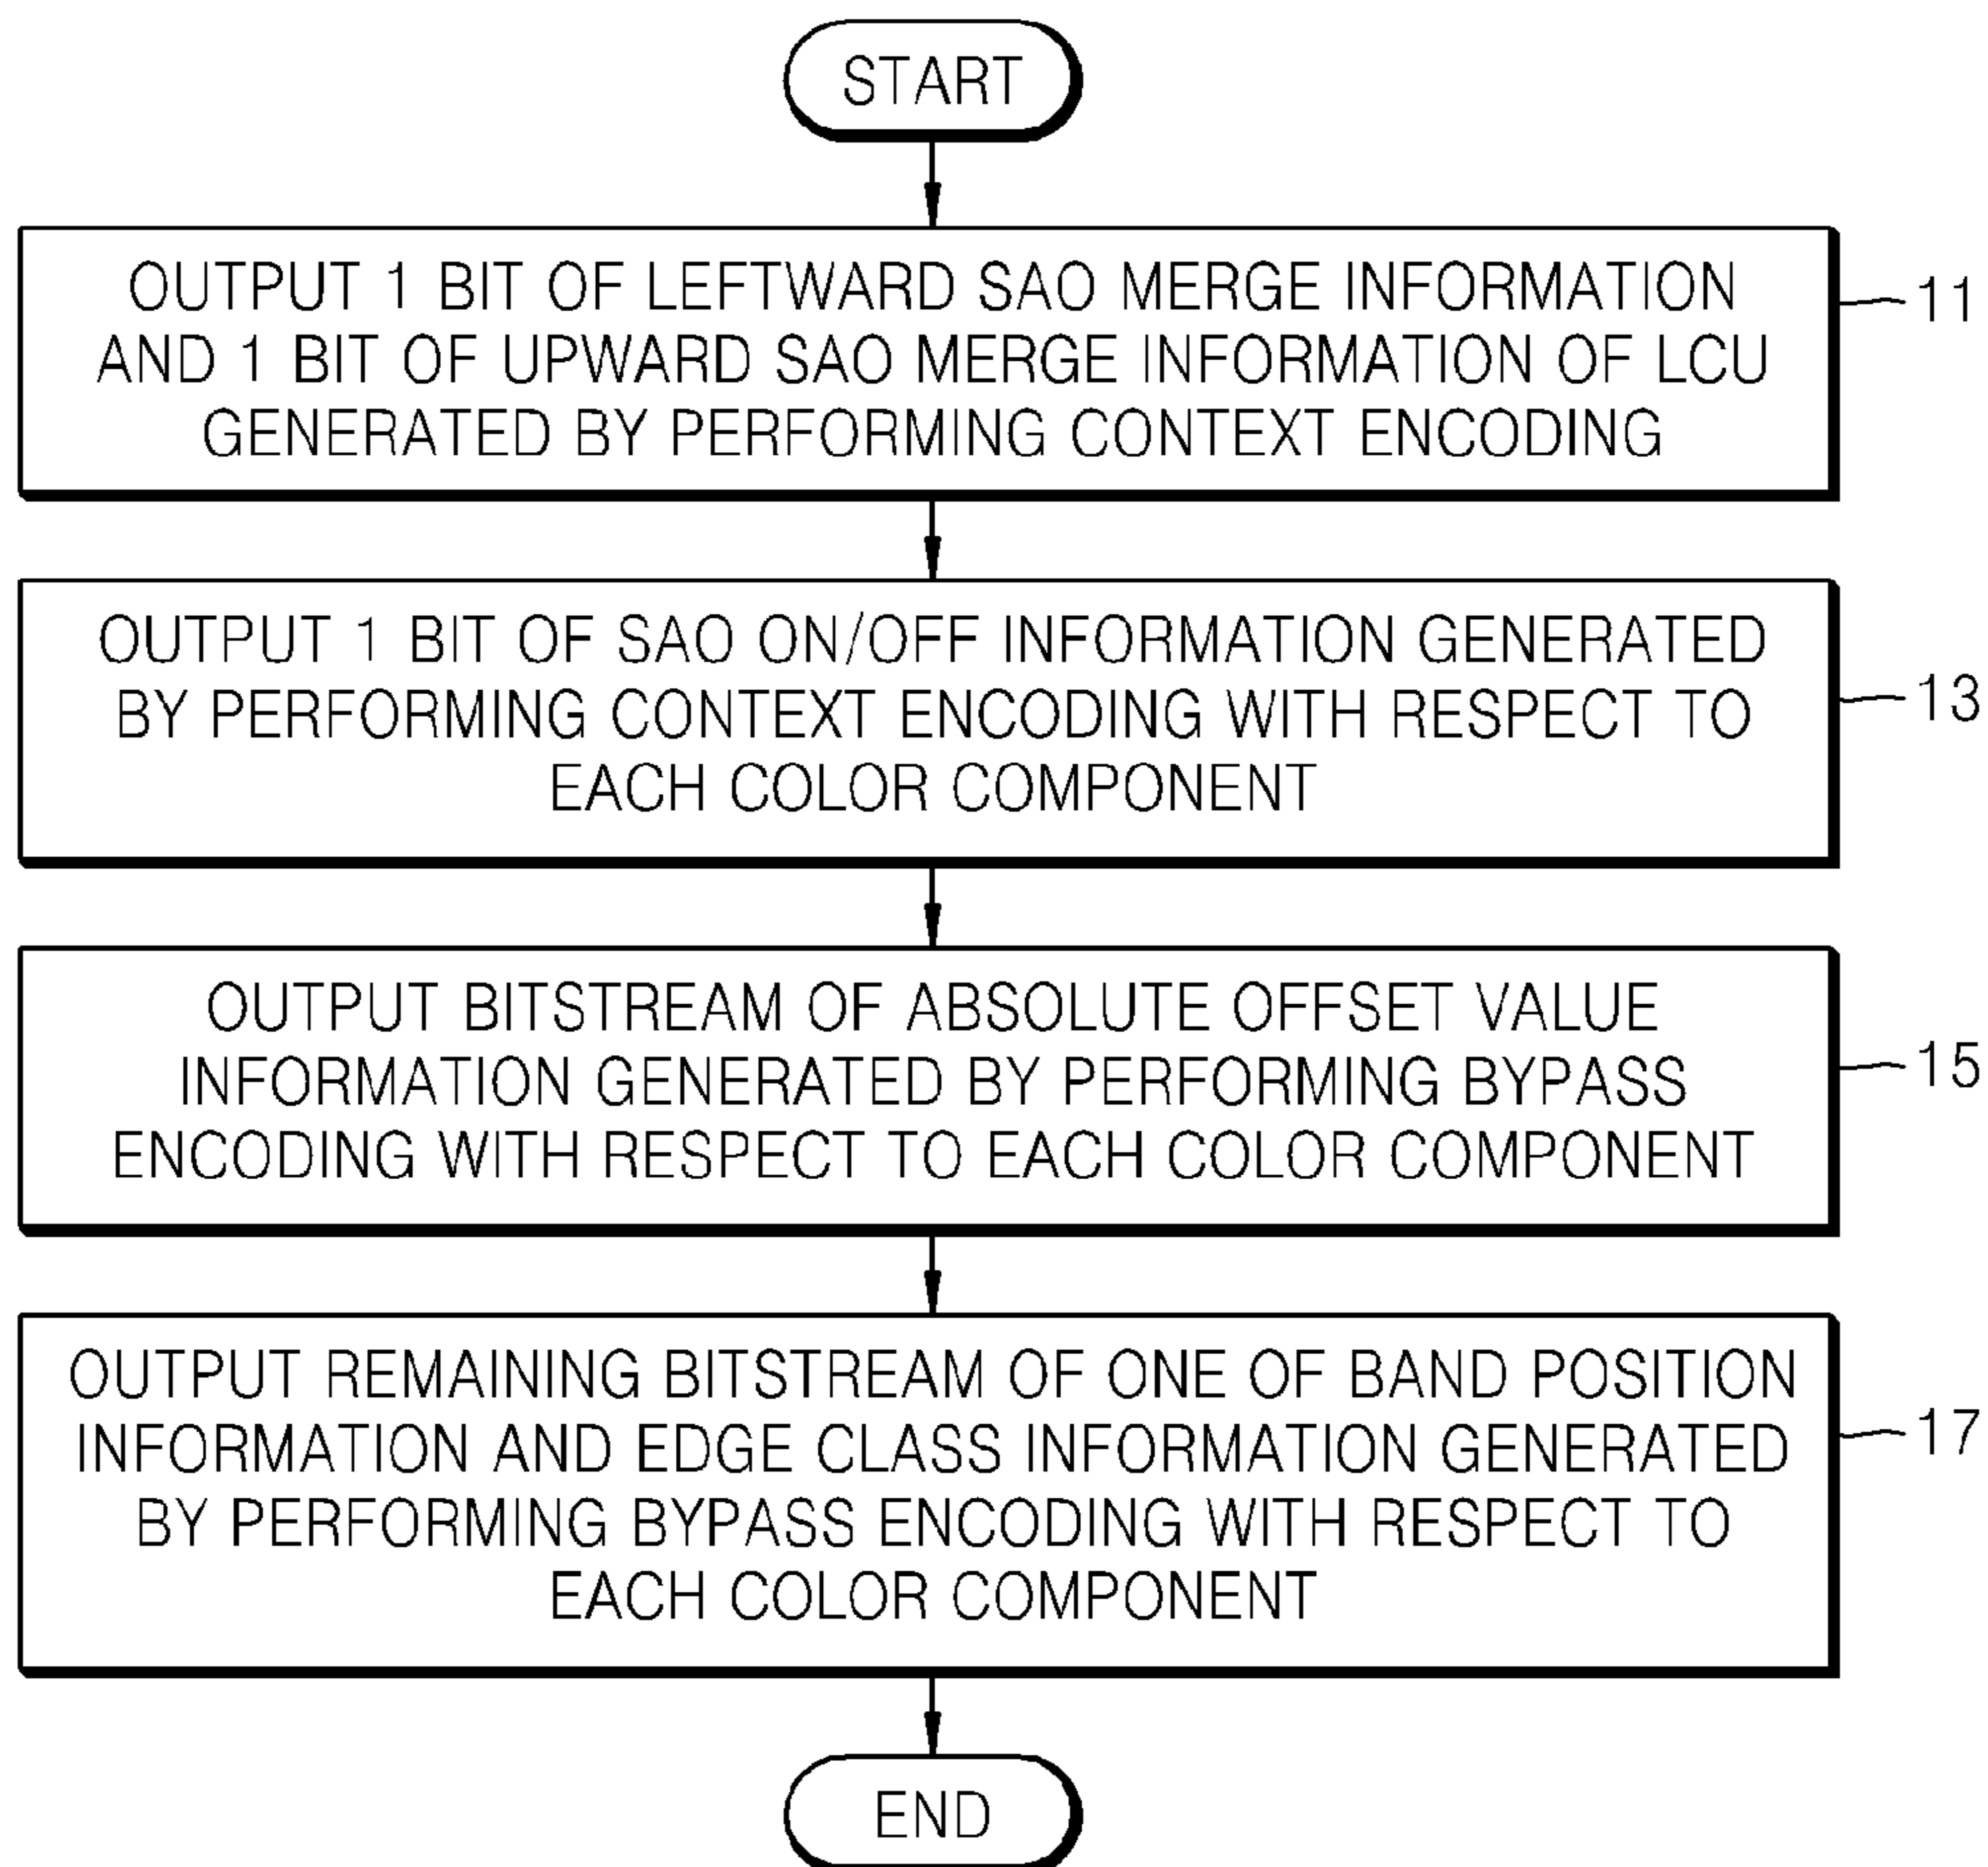 START
OUTPUT 1 BIT OF LEFTWARD SAO MERGE INFORMATION
AND 1 BIT OF UPWARD SAO MERGE INFORMATION OF LCU
GENERATED BY PERFORMING CONTEXT ENCODING
11
OUTPUT 1 BIT OF SAO ON/OFF INFORMATION GENERATED
BY PERFORMING CONTEXT ENCODING WITH RESPECT TO
EACH COLOR COMPONENT
13
OUTPUT BITSTREAM OF ABSOLUTE OFFSET VALUE
INFORMATION GENERATED BY PERFORMING BYPASS
ENCODING WITH RESPECT TO EACH COLOR COMPONENT
15
OUTPUT REMAINING BITSTREAM OF ONE OF BAND POSITION
INFORMATION AND EDGE CLASS INFORMATION GENERATED
BY PERFORMING BYPASS ENCODING WITH RESPECT TO
EACH COLOR COMPONENT
17
END